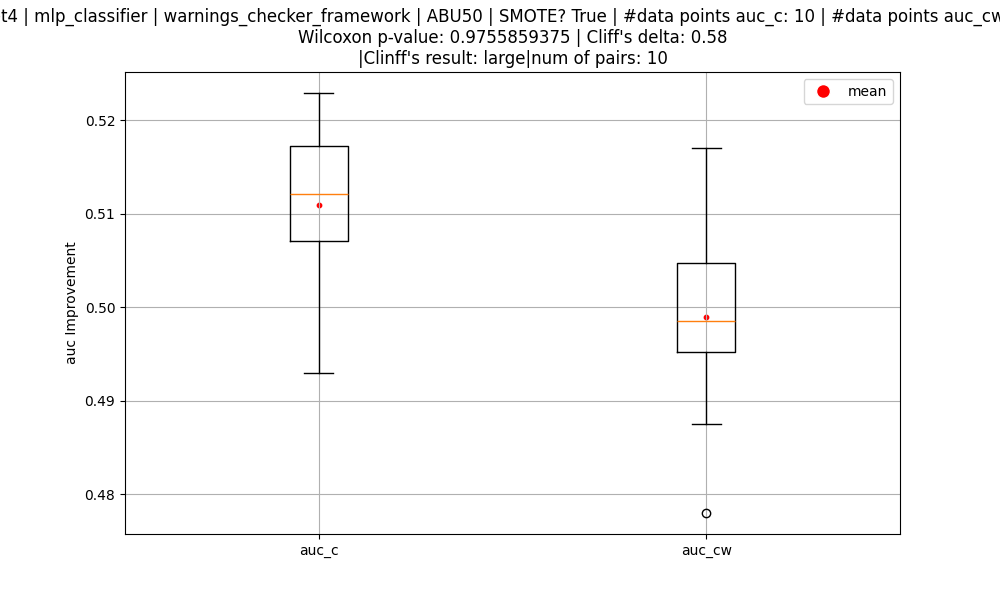 t4 | mlp_classifier | warnings_checker_framework | ABU50 | SMOTE? True | #data points auc_c: 10 | #data points auc_cw
Wilcoxon p-value: 0.9755859375 | Cliff's delta: 0.58
|Clinff's result: large|num of pairs: 10
mean
0.52
0.51
0.50
0.49
0.48
auc Improvement
auc_c
auc_cw